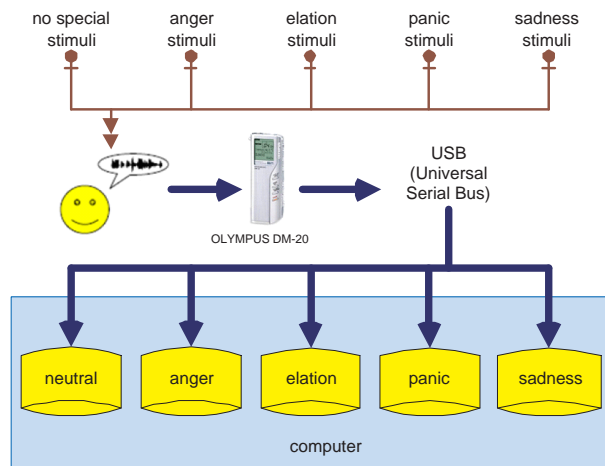 no special
stimuli
anger
stimuli
elation
stimuli
panic
stimuli
sadness
stimuli
USB
(Universal
Serial Bus)
OLYMPUS DM-20
neutral
anger
elation
panic
sadness
computer